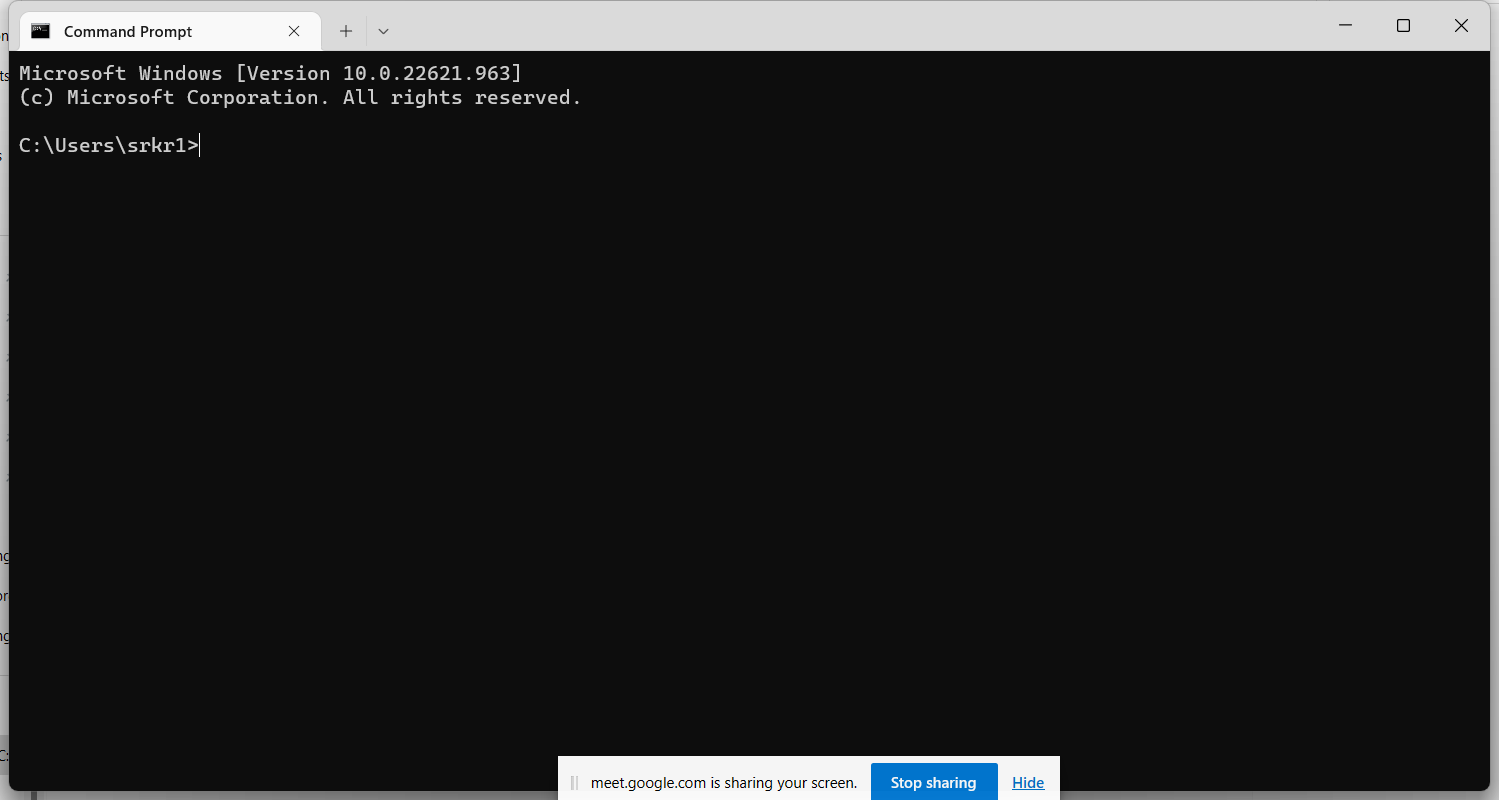 Command Prompt
Microsoft Windows [Version 10.0.22621.963]
(c) Microsoft Corporation. All rights reserved.
C:\Users\srkr1>
meet.google.com is sharing your screen.
Stop sharing
Hide